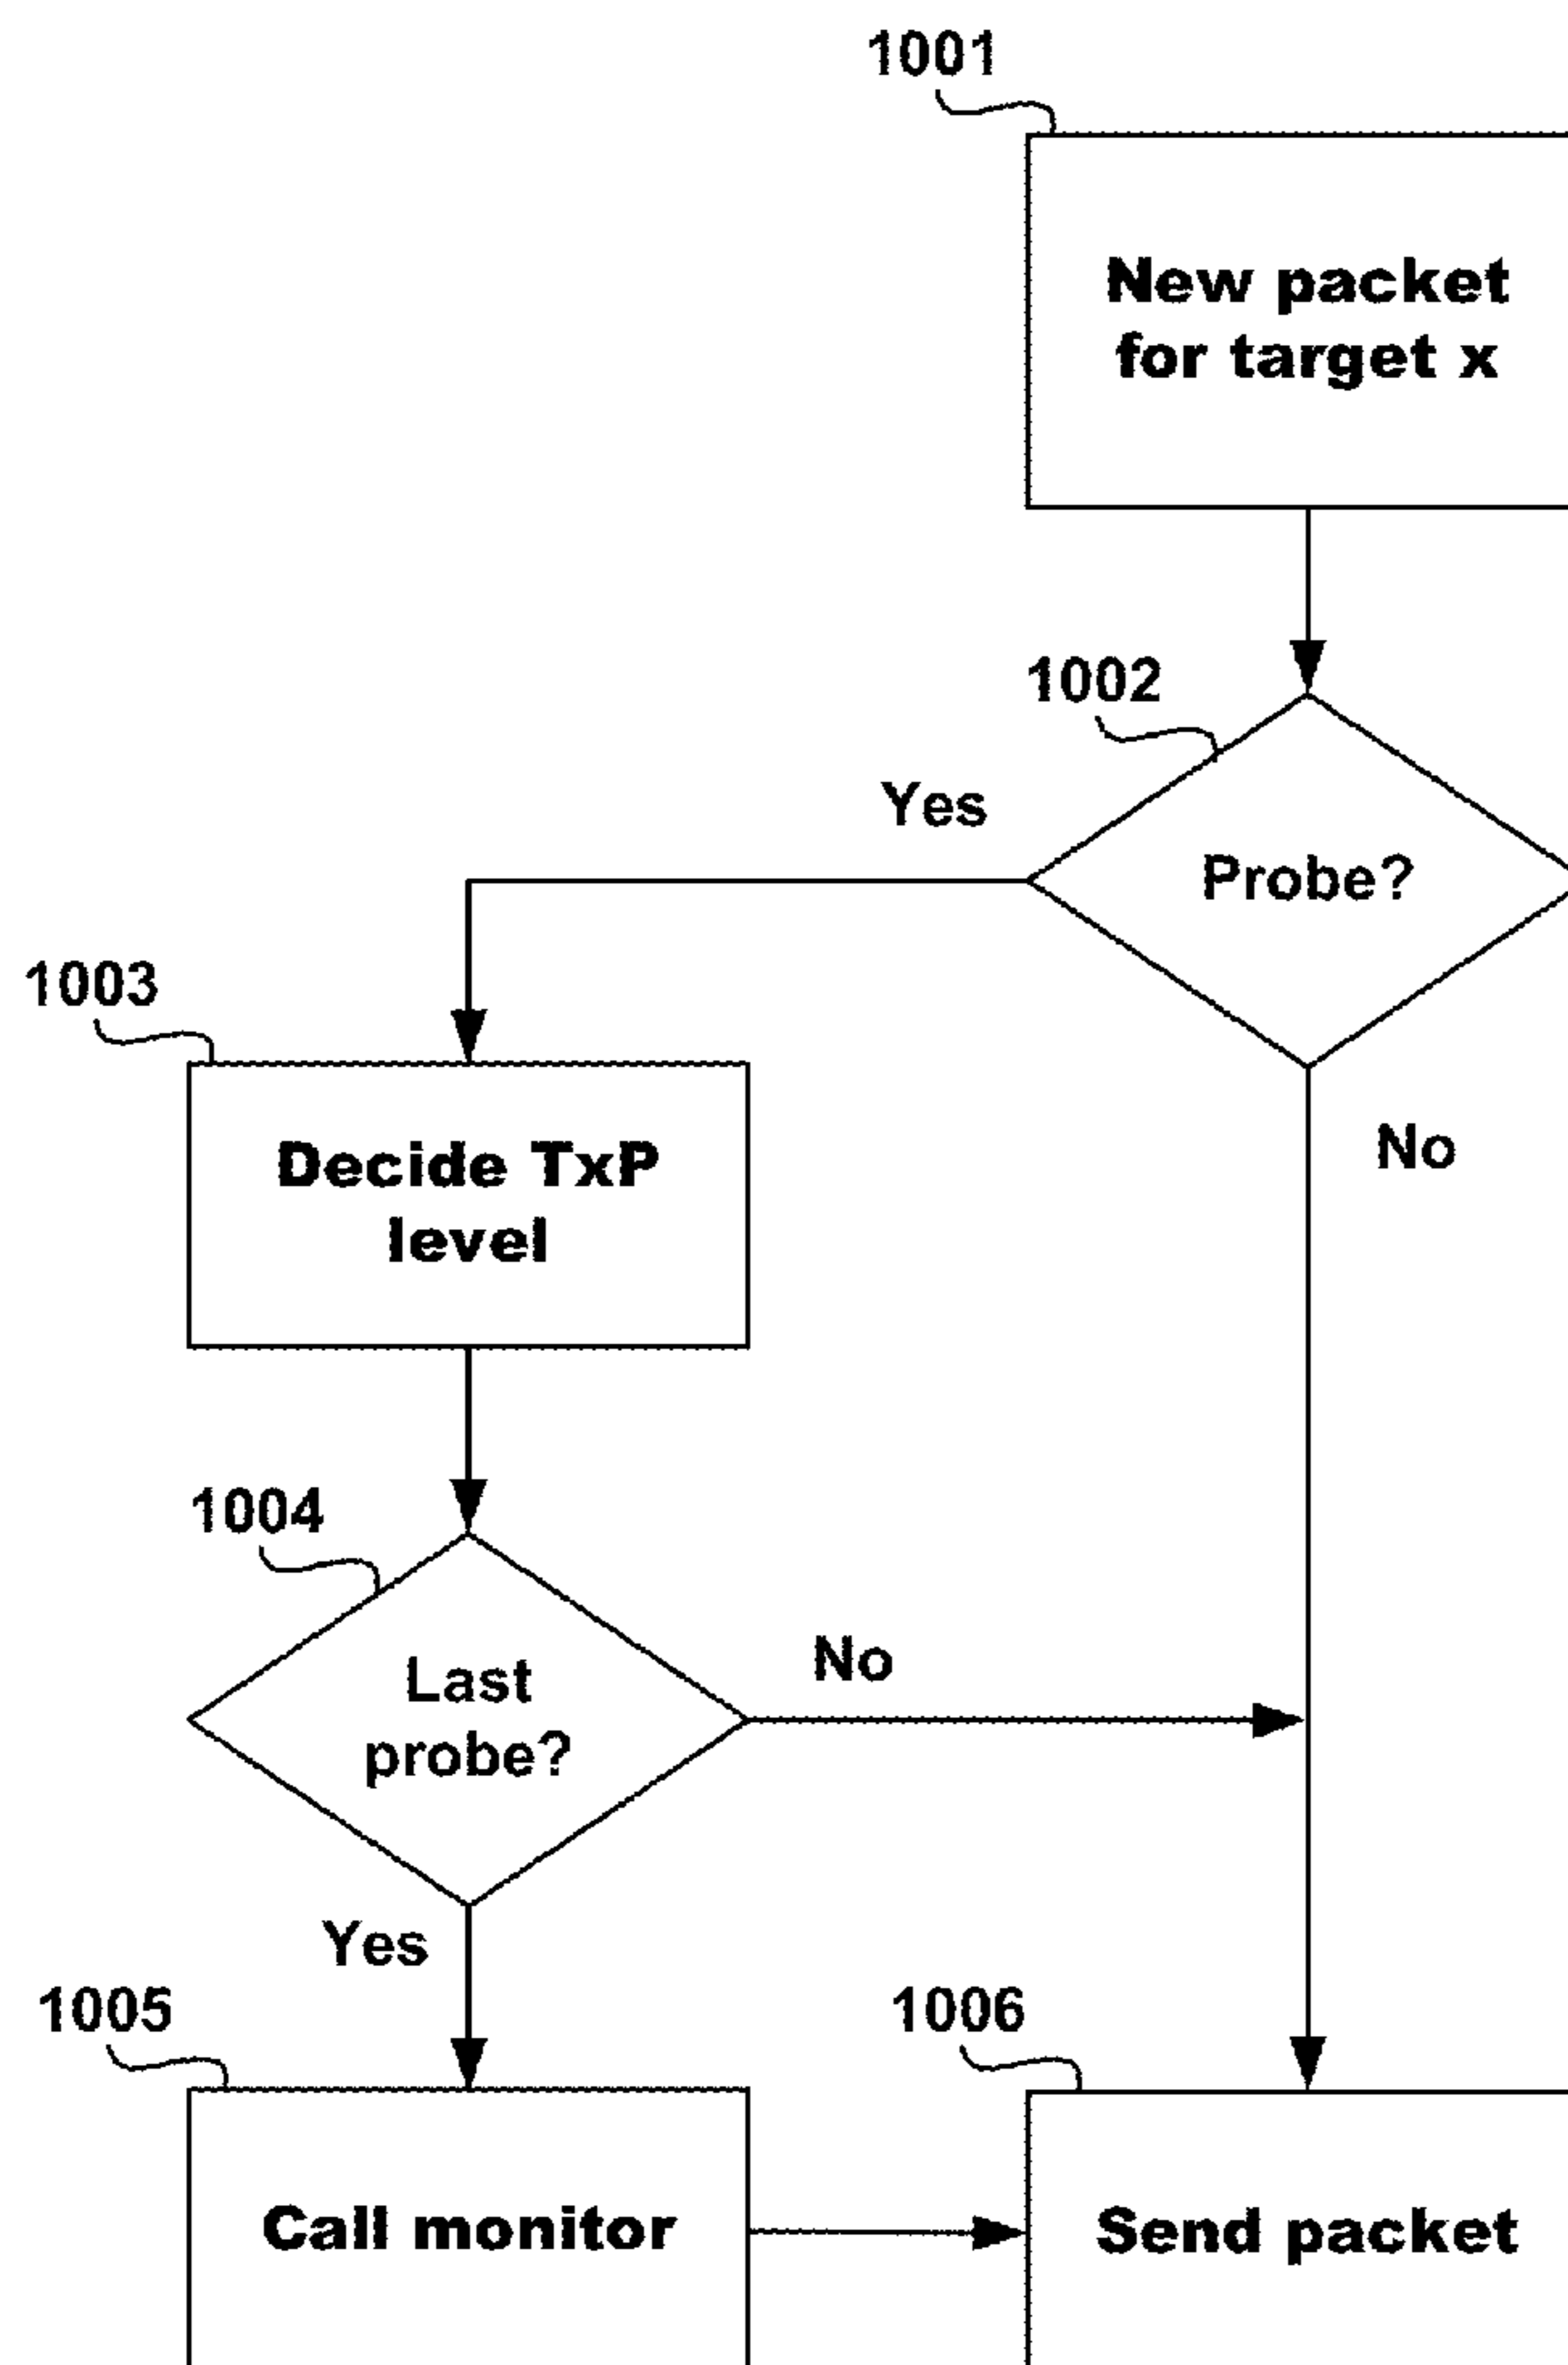 1001
New packet
for target x
1002
Yes
Probe?
1003
No
Decide TxP
level
1004
No
Last
probe?
Yes
1005
1006
Call monitor
Send packet